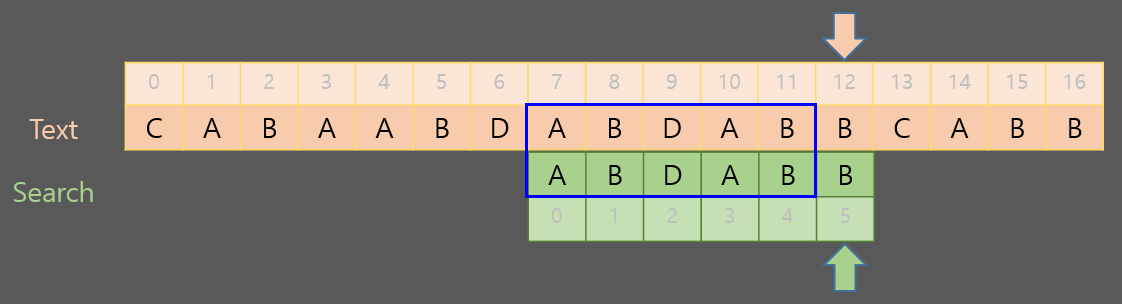 0 1 2 3 4 5 6 7 8 9 10 11 12 13 14 15 16
Text C A B A A B D A B D A B B C A B B
Search A B D A B B
0 1 2 3 4 5